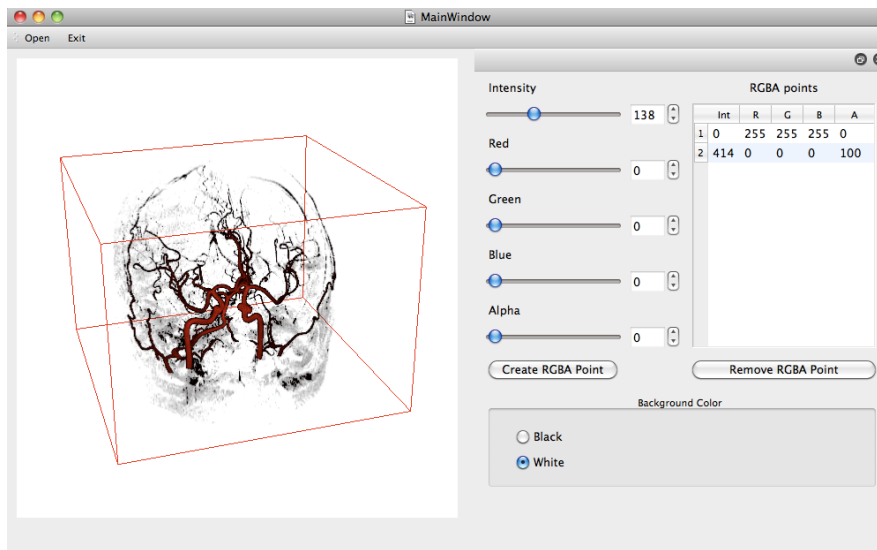 MainWindow
Open Exit
Intensity
138
Red
0
Green
0
Blue
0
Alpha
0
Create RGBA Point
RGBA points
Int R G B A
1 0 255 255 255 0
2 414 0 0 0 100
Remove RGBA Point
Background Color
Black
White